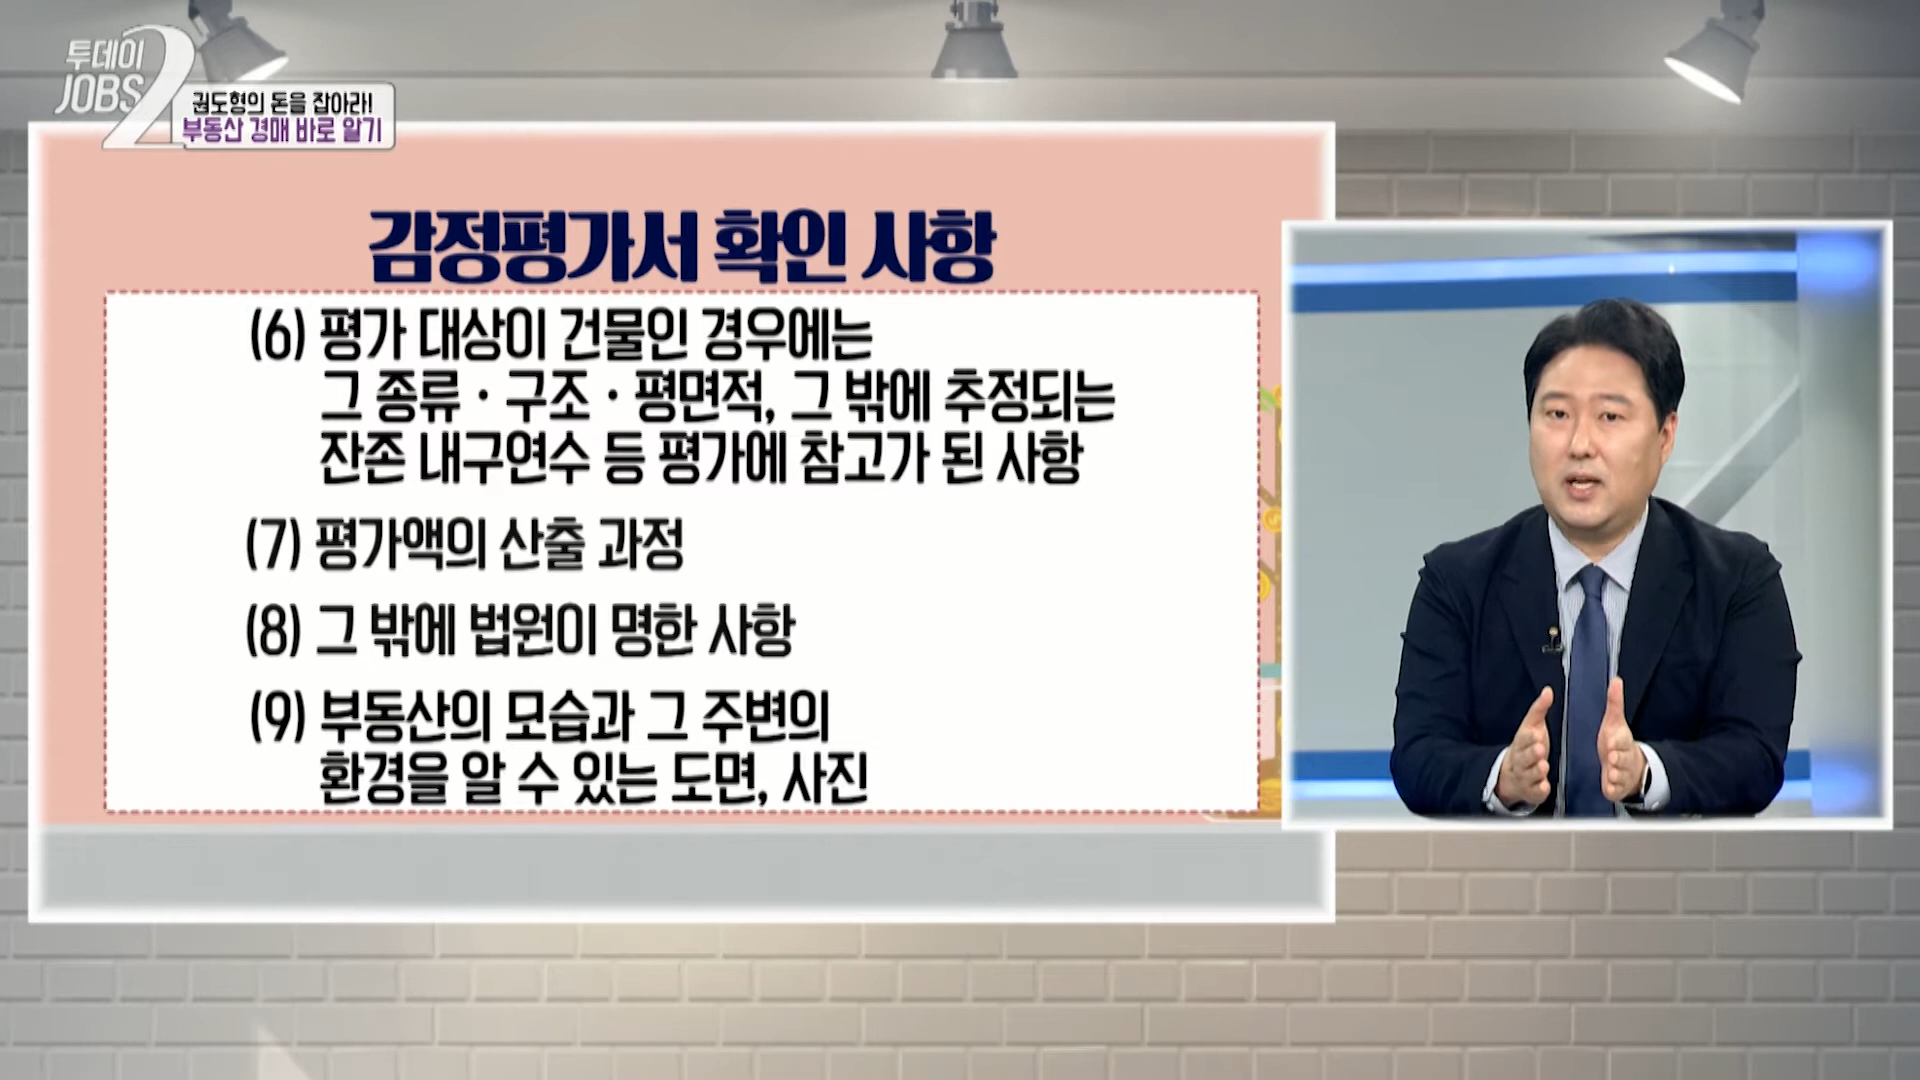 투데이
JOBS 2
권도형의 돈을 잡아라!
부동산 경매 바로 알기
감정평가서 확인 사항
(6) 평가 대상이 건물인 경우에는
그 종류 · 구조 · 평면적, 그 밖에 추정되는
잔존 내구연수 등 평가에 참고가 된 사항
(7) 평가액의 산출 과정
(8) 그 밖에 법원이 명한 사항
(9) 부동산의 모습과 그 주변의
환경을 알 수 있는 도면, 사진